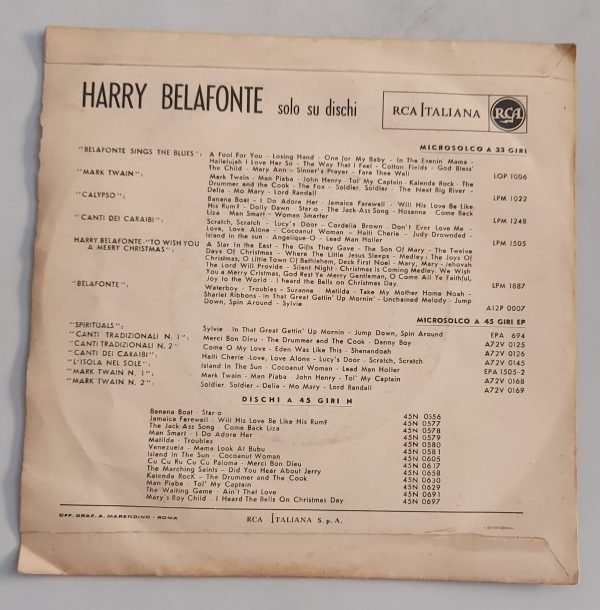 HARRY BELAFONTE solo su dischi
RCA ITALIANA
RCA
MICROSOLCO A 33 GIRI
"BELAFONTE SINGS THE BLUES": A Fool For You - Losing Hand - One for My Baby - In The Evenin' Mama -
Hallelujah I Love Her So - The Way That I Feel - Cotton Fields - God Bless'
The Child - Mary Ann - Sinner's Prayer - Fare Thee Well LOP 1006
"MARK TWAIN": Mark Twain - Man Piaba - John Henry - Tol' My Captain - Kalenda Rock - The
Drummer and the Cook - The Fox - Soldier, Soldier - The Next Big River -
Delia - Mo Mary - Lord Randall LPM 1022
"CALYPSO": Banana Boat - I Do Adore Her - Jamaica Farewell - Will His Love Be Like
His Rum? - Dolly Dawn - Star-o - The Jack-Ass Song - Hosanna - Come Back
Liza - Man Smart - Woman Smarter LPM 1248
"CANTI DEI CARAIBI": Scratch, Scratch - Lucy's Door - Cordelia Brown - Don't Ever Love Me -
Love, Love Alone - Cocoanut Woman - Haiti Cherie - Judy Drownded -
Island in the sun - Angelique-O - Lead Man Holler LPM 1505
HARRY BELAFONTE-"TO WISH YOU
A MERRY CHRISTMAS": A Star In the East - The Gifts They Gave - The Son of Mary - The Twelve
Days Of Christmas - Where The Little Jesus Sleeps - Medley: The Joys Of
Christmas, O Little Town Of Bethlehem, Deck First Noel - Mary, Mary - Jehovah
The Lord Will Provide - Silent Night - Christmas Is Coming Medley: We Wish
You a Merry Christmas, God Rest Ye Merry Gentlemen, O Come All Ye Faithful,
Joy to the World - I heard the Bells on Christmas Day. LPM 1887
"BELAFONTE": Waterboy - Troubles - Suzanne - Matilda - Take My Mother Home - Noah -
Sharlet Ribbons - In That Great Gettin' Up Mornin' - Unchained Melody - Jump
Down, Spin Around - Sylvie A12P 0007
MICROSOLCO A 45 GIRI EP
"SPIRITUALS": Sylvie - In That Great Gettin' Up Mornin - Jump Down, Spin Around EPA 694
"CANTI TRADIZIONALI N. 1": Merci Bon Dieu - The Drummer and The Cook - Danny Boy A72V 0125
"CANTI TRADIZIONALI N. 2" Come O My Love - Eden Was Like This - Shenandoah A72V 0126
"CANTI DEI CARAIBI": Haiti Cherie - Love, Love Alone - Lucy's Door - Scratch, Scratch A72V 0145
"L'ISOLA NEL SOLE": Island In The Sun - Cocoanut Woman - Lead Man Holler EPA 1505-2
"MARK TWAIN N. 1": Mark Twain - Man Piaba - John Henry - Tol' My Captain A72V 0168
"MARK TWAIN N. 2": Soldier, Soldier - Delia - Mo Mary - Lord Randall A72V 0169
DISCHI A 45 GIRI N
Banana Boat - Star-o 45N 0556
Jamaica Farewell - Will His Love Be Like His Rum? 45N 0577
The Jack-Ass Song - Come Back Liza 45N 0578
Man Smart - I Do Adore Her 45N 0579
Matilda - Troubles 45N 0580
Venezuela - Mama Look At Bubu 45N 0581
Island In The Sun - Cocoanut Woman 45N 0605
Cu Cu Ru Cu Cu Paloma - Merci Bon Dieu 45N 0617
The Marching Saints - Did You Hear About Jerry 45N 0658
Kalenda Rock - The Drummer and The Cook 45N 0630
Man Piaba - Tol' My Captain 45N 0629
The Waiting Game - Ain't That Love 45N 0691
Mary's Boy Child - I Heard The Bells On Christmas Day 45N 0697
OFF. GRAF. A. MARENGINO - ROMA
RCA ITALIANA S. p. A.